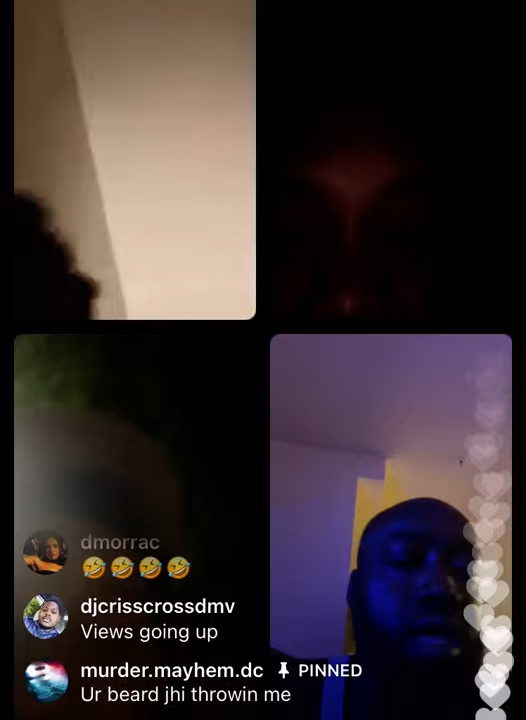 dmorrac
🤣🤣🤣🤣
djcrisscrossdmv
Views going up
murder.mayhem.dc PINNED
Ur beard jhi throwin me